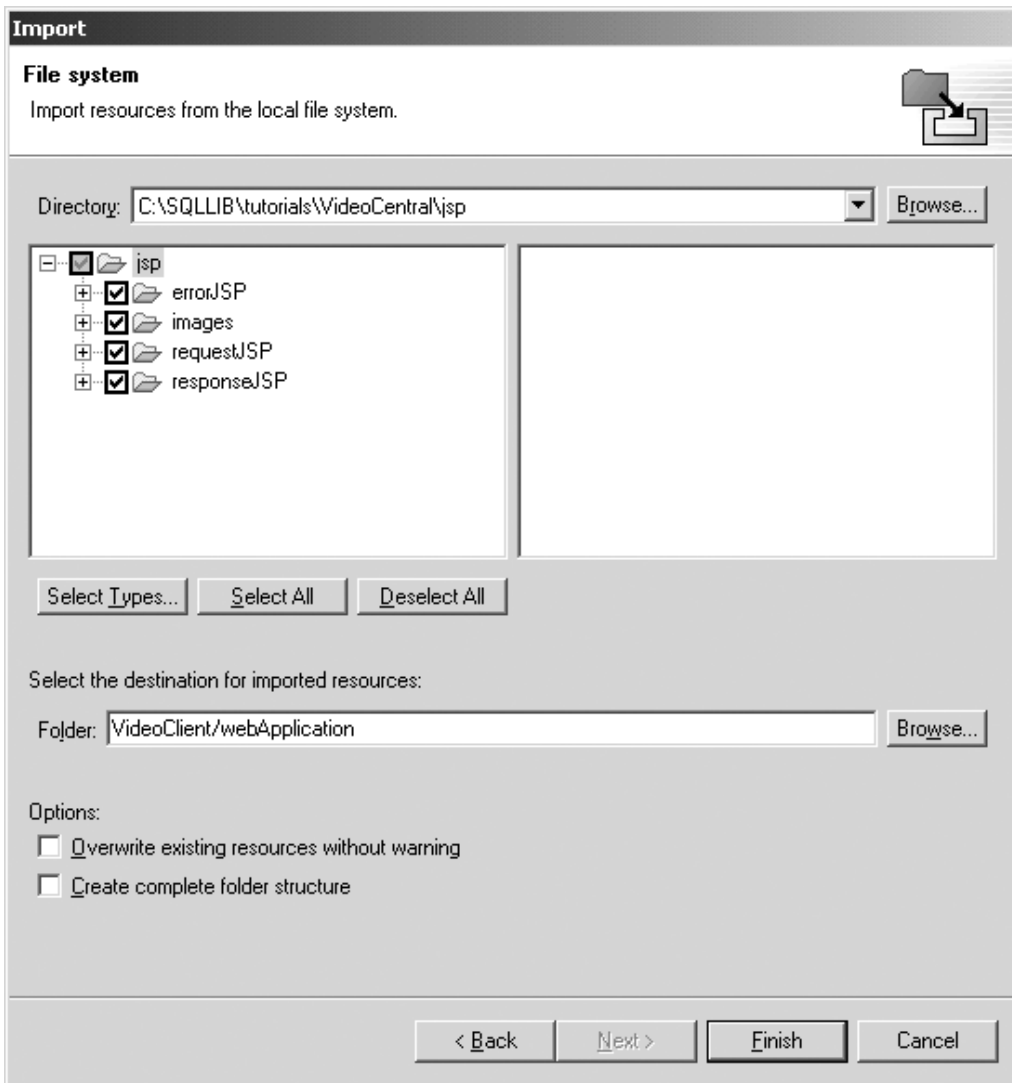 Import
File system
Import resources from the local file system.
Directory: C:\SQLLIB\tutorials\VideoCentral\jsp Browse...
jsp
errorJSP
images
requestJSP
responseJSP
Select Types... Select All Deselect All
Select the destination for imported resources:
Folder: VideoClient/webApplication Browse...
Options:
Overwrite existing resources without warning
Create complete folder structure
< Back Next > Finish Cancel